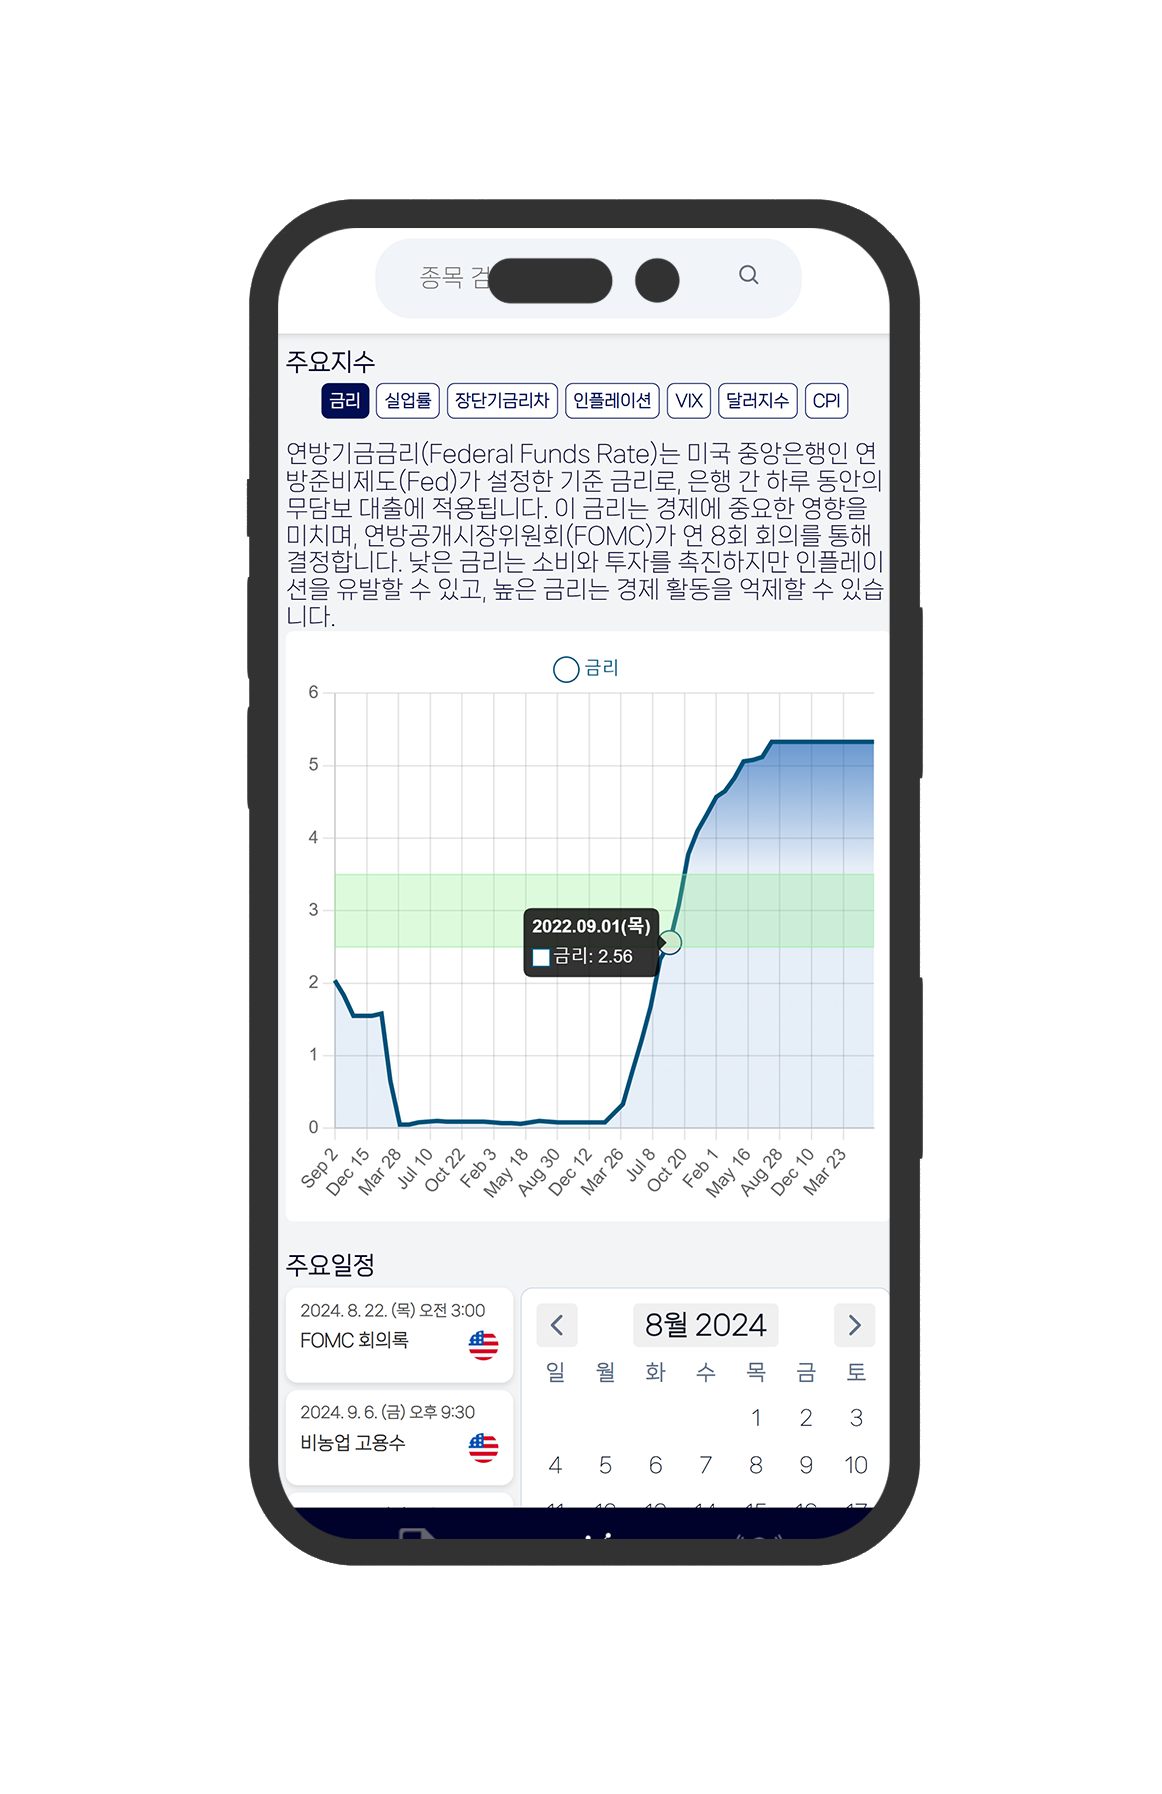 종목 검
주요지수
금리 실업률 장단기금리차 인플레이션 VIX 달러지수 CPI
연방기금금리(Federal Funds Rate)는 미국 중앙은행인 연
방준비제도(Fed)가 설정한 기준 금리로, 은행 간 하루 동안의
무담보 대출에 적용됩니다. 이 금리는 경제에 중요한 영향을
미치며, 연방공개시장위원회(FOMC)가 연 8회 회의를 통해
결정합니다. 낮은 금리는 소비와 투자를 촉진하지만 인플레이
션을 유발할 수 있고, 높은 금리는 경제 활동을 억제할 수 있습
니다.
금리
6
5
4
3
2
1
0
2022.09.01(목)
금리: 2.56
Sep 2 Dec 15 Mar 28 Jul 10 Oct 22 Feb 3 May 18 Aug 30 Dec 12 Mar 26 Jul 8 Oct 20 Feb 1 May 16 Aug 28 Dec 10 Mar 23
주요일정
2024. 8. 22. (목) 오전 3:00
FOMC 회의록
2024. 9. 6. (금) 오후 9:30
비농업 고용수
8월 2024
일 월 화 수 목 금 토
1 2 3
4 5 6 7 8 9 10
11 12 13 14 15 16 17